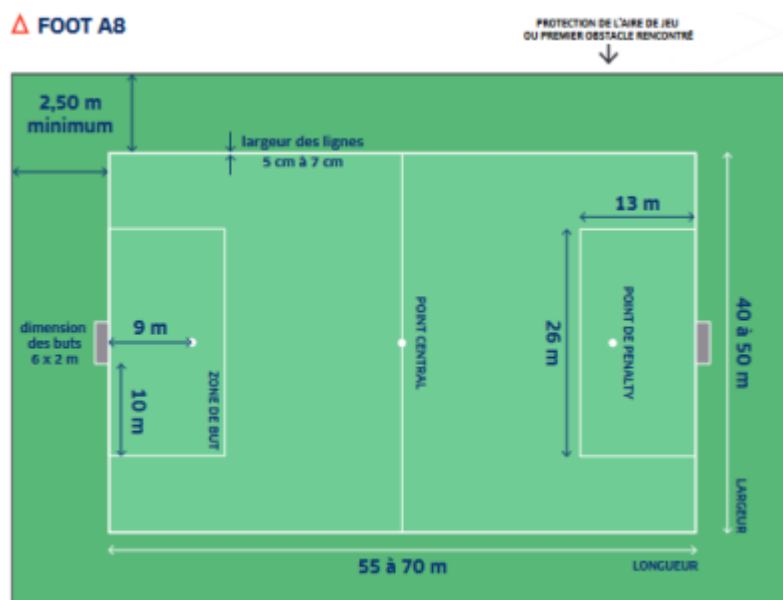 FOOT A8
PROTECTION DE L'AIRE DE JEU
OU PREMIER OBSTACLE RENCONTRÉ
2,50 m
minimum
largeur des lignes
5 cm à 7 cm
13 m
dimension
des buts
6 x 2 m
9 m
10 m
ZONE DE BUT
POINT CENTRAL
26 m
POINT DE PENALTY
40 à 50 m
LARGEUR
55 à 70 m
LONGUEUR